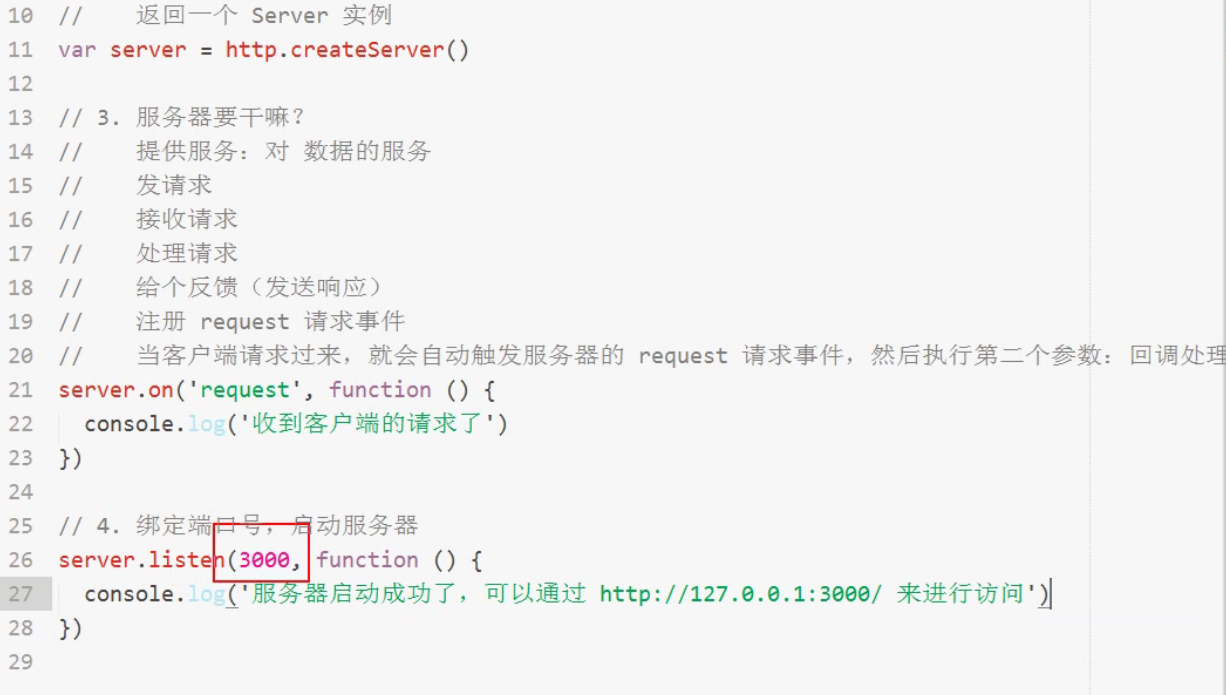 10 //    返回一个 Server 实例
11 var server = http.createServer()
12
13 // 3. 服务器要干嘛？
14 //    提供服务：对 数据的服务
15 //    发请求
16 //    接收请求
17 //    处理请求
18 //    给个反馈（发送响应）
19 //    注册 request 请求事件
20 //    当客户端请求过来，就会自动触发服务器的 request 请求事件，然后执行第二个参数：回调处理
21 server.on('request', function () {
22   console.log('收到客户端的请求了')
23 })
24
25 // 4. 绑定端口号，启动服务器
26 server.listen(3000, function () {
27   console.log('服务器启动成功了，可以通过 http://127.0.0.1:3000/ 来进行访问')
28 })
29